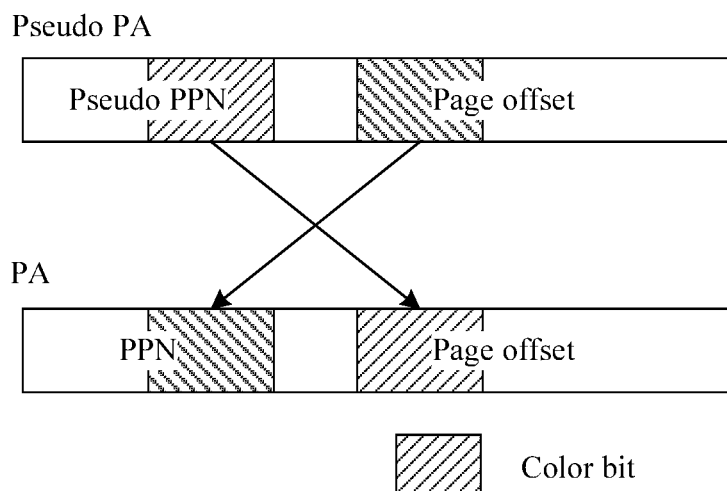 Pseudo PA
Pseudo PPN Page offset
PA
PPN Page offset
Color bit